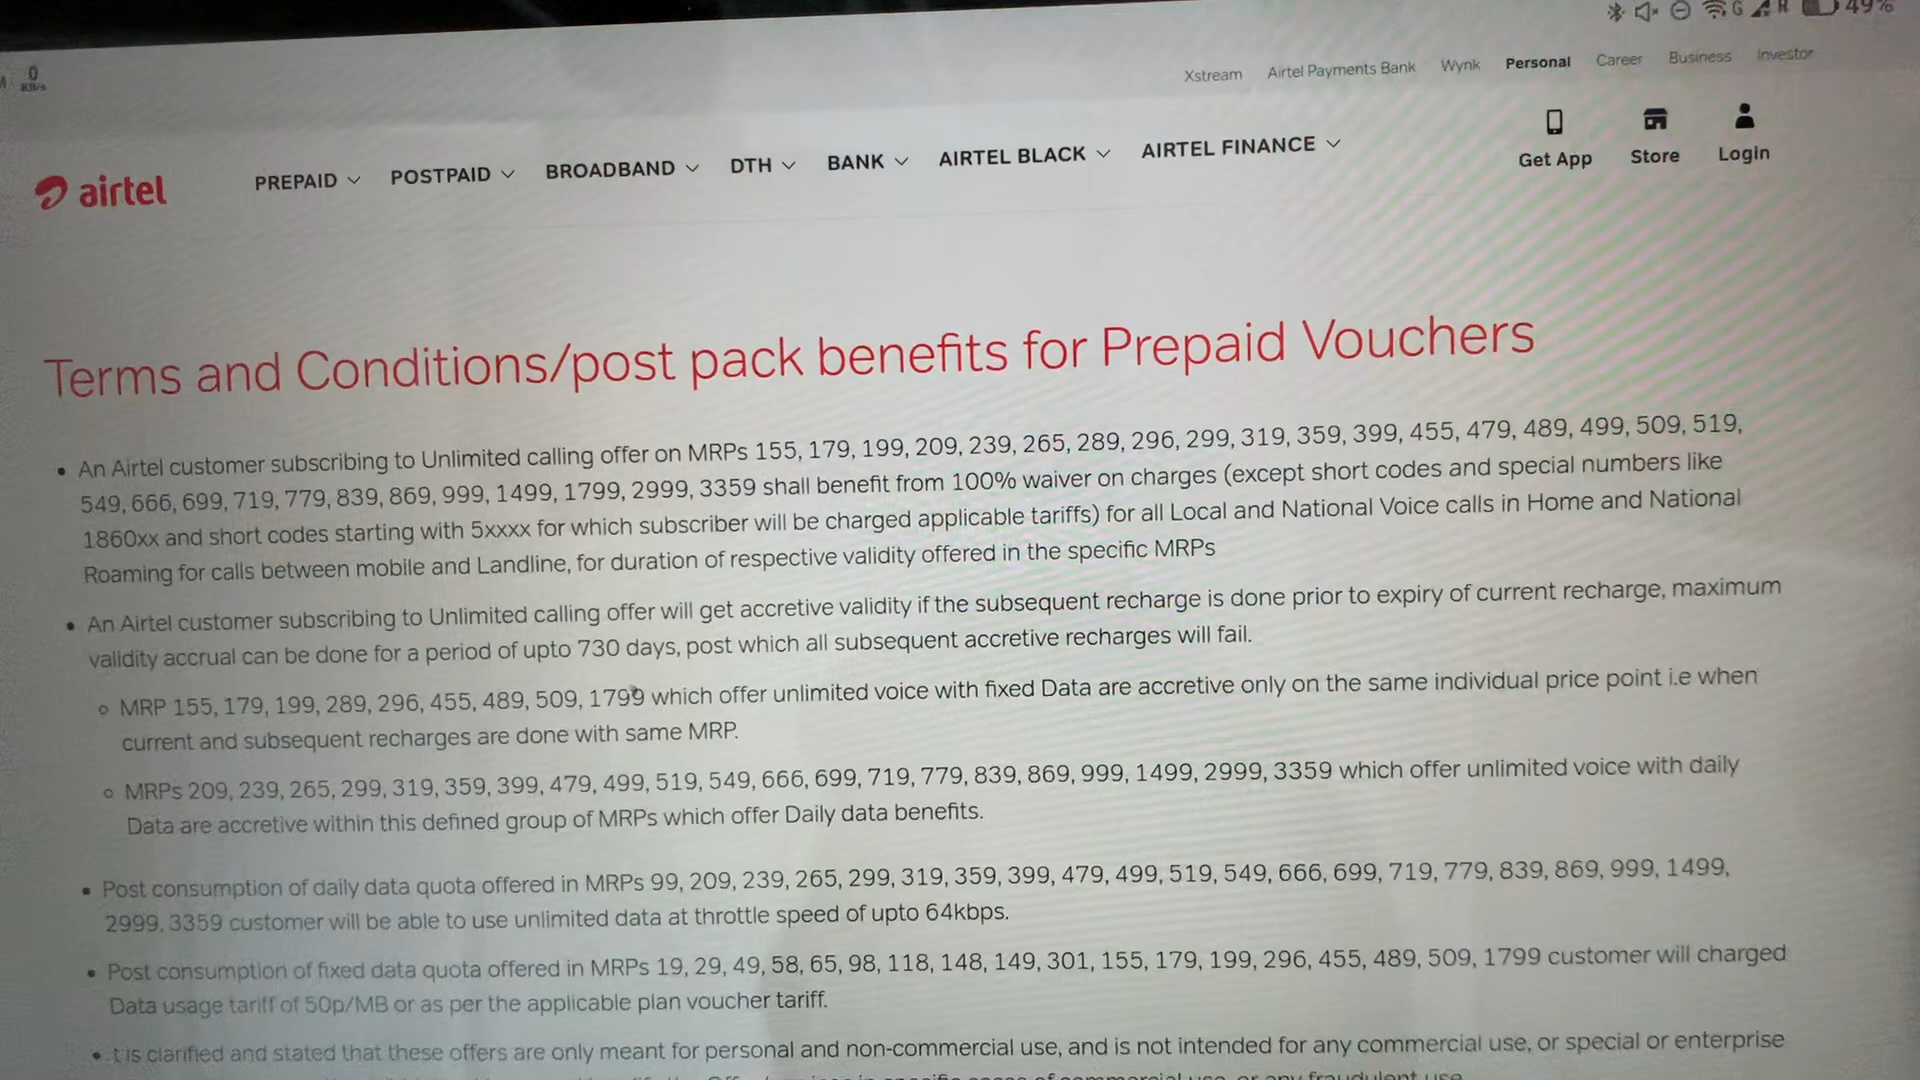 49%
0
KB/s
Xstream Airtel Payments Bank Wynk Personal Career Business Investor
airtel PREPAID POSTPAID BROADBAND DTH BANK AIRTEL BLACK AIRTEL FINANCE Get App Store Login
Terms and Conditions/post pack benefits for Prepaid Vouchers
• An Airtel customer subscribing to Unlimited calling offer on MRPs 155, 179, 199, 209, 239, 265, 289, 296, 299, 319, 359, 399, 455, 479, 489, 499, 509, 519,
549, 666, 699, 719, 779, 839, 869, 999, 1499, 1799, 2999, 3359 shall benefit from 100% waiver on charges (except short codes and special numbers like
1860xx and short codes starting with 5xxxx for which subscriber will be charged applicable tariffs) for all Local and National Voice calls in Home and National
Roaming for calls between mobile and Landline, for duration of respective validity offered in the specific MRPs
• An Airtel customer subscribing to Unlimited calling offer will get accretive validity if the subsequent recharge is done prior to expiry of current recharge, maximum
validity accrual can be done for a period of upto 730 days, post which all subsequent accretive recharges will fail.
○ MRP 155, 179, 199, 289, 296, 455, 489, 509, 1799 which offer unlimited voice with fixed Data are accretive only on the same individual price point i.e when
current and subsequent recharges are done with same MRP.
○ MRPs 209, 239, 265, 299, 319, 359, 399, 479, 499, 519, 549, 666, 699, 719, 779, 839, 869, 999, 1499, 2999, 3359 which offer unlimited voice with daily
Data are accretive within this defined group of MRPs which offer Daily data benefits.
• Post consumption of daily data quota offered in MRPs 99, 209, 239, 265, 299, 319, 359, 399, 479, 499, 519, 549, 666, 699, 719, 779, 839, 869, 999, 1499,
2999, 3359 customer will be able to use unlimited data at throttle speed of upto 64kbps.
• Post consumption of fixed data quota offered in MRPs 19, 29, 49, 58, 65, 98, 118, 148, 149, 301, 155, 179, 199, 296, 455, 489, 509, 1799 customer will charged
Data usage tariff of 50p/MB or as per the applicable plan voucher tariff.
• t is clarified and stated that these offers are only meant for personal and non-commercial use, and is not intended for any commercial use, or special or enterprise